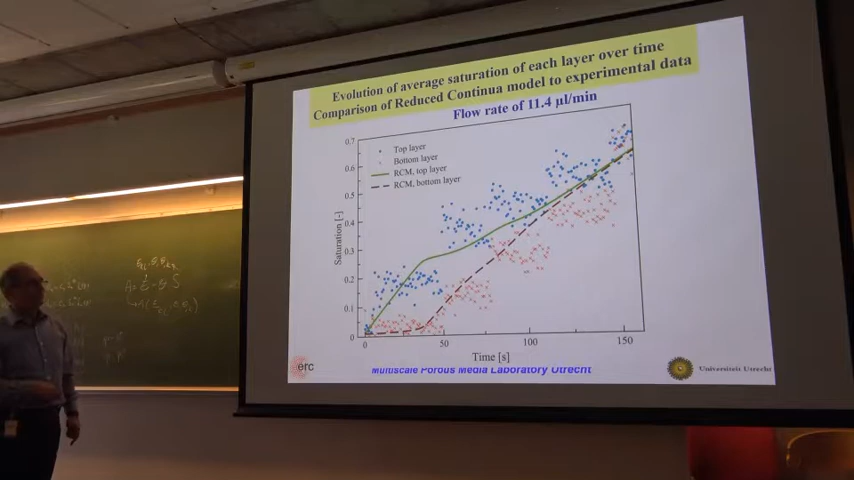 Evolution of average saturation of each layer over time
Comparison of Reduced Continua model to experimental data
Flow rate of 11.4 μl/min
Top layer
Bottom layer
RCM, top layer
RCM, bottom layer
0.7
0.6
0.5
0.4
0.3
0.2
0.1
0
Saturation [-]
0
50
100
150
Time [s]
erc
Multiscale Porous Media Laboratory, Utrecht
Universiteit Utrecht